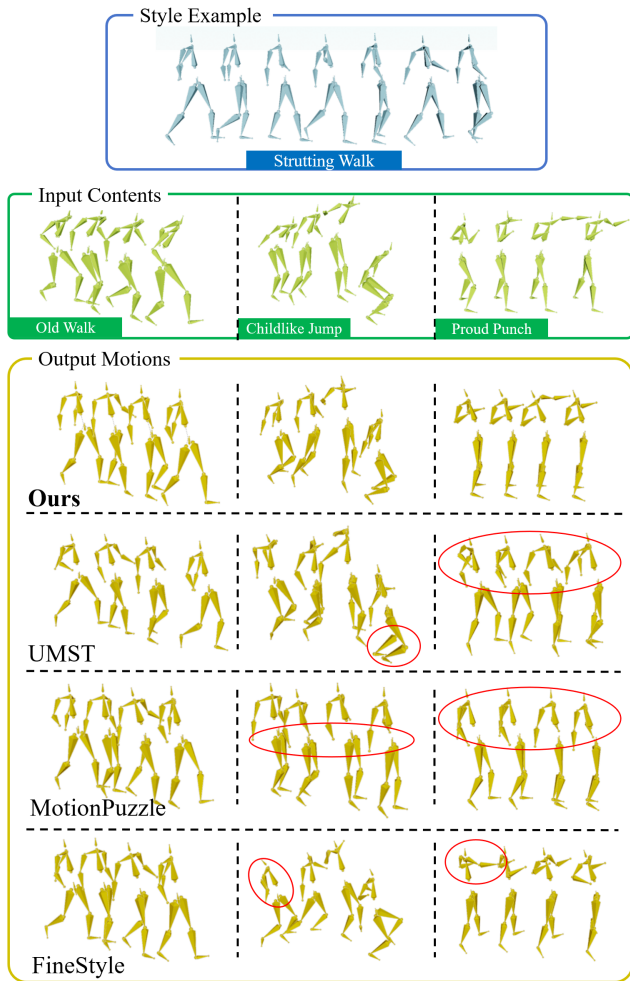 Style Example
Strutting Walk
Input Contents
Old Walk
Childlike Jump
Proud Punch
Output Motions
Ours
UMST
MotionPuzzle
FineStyle